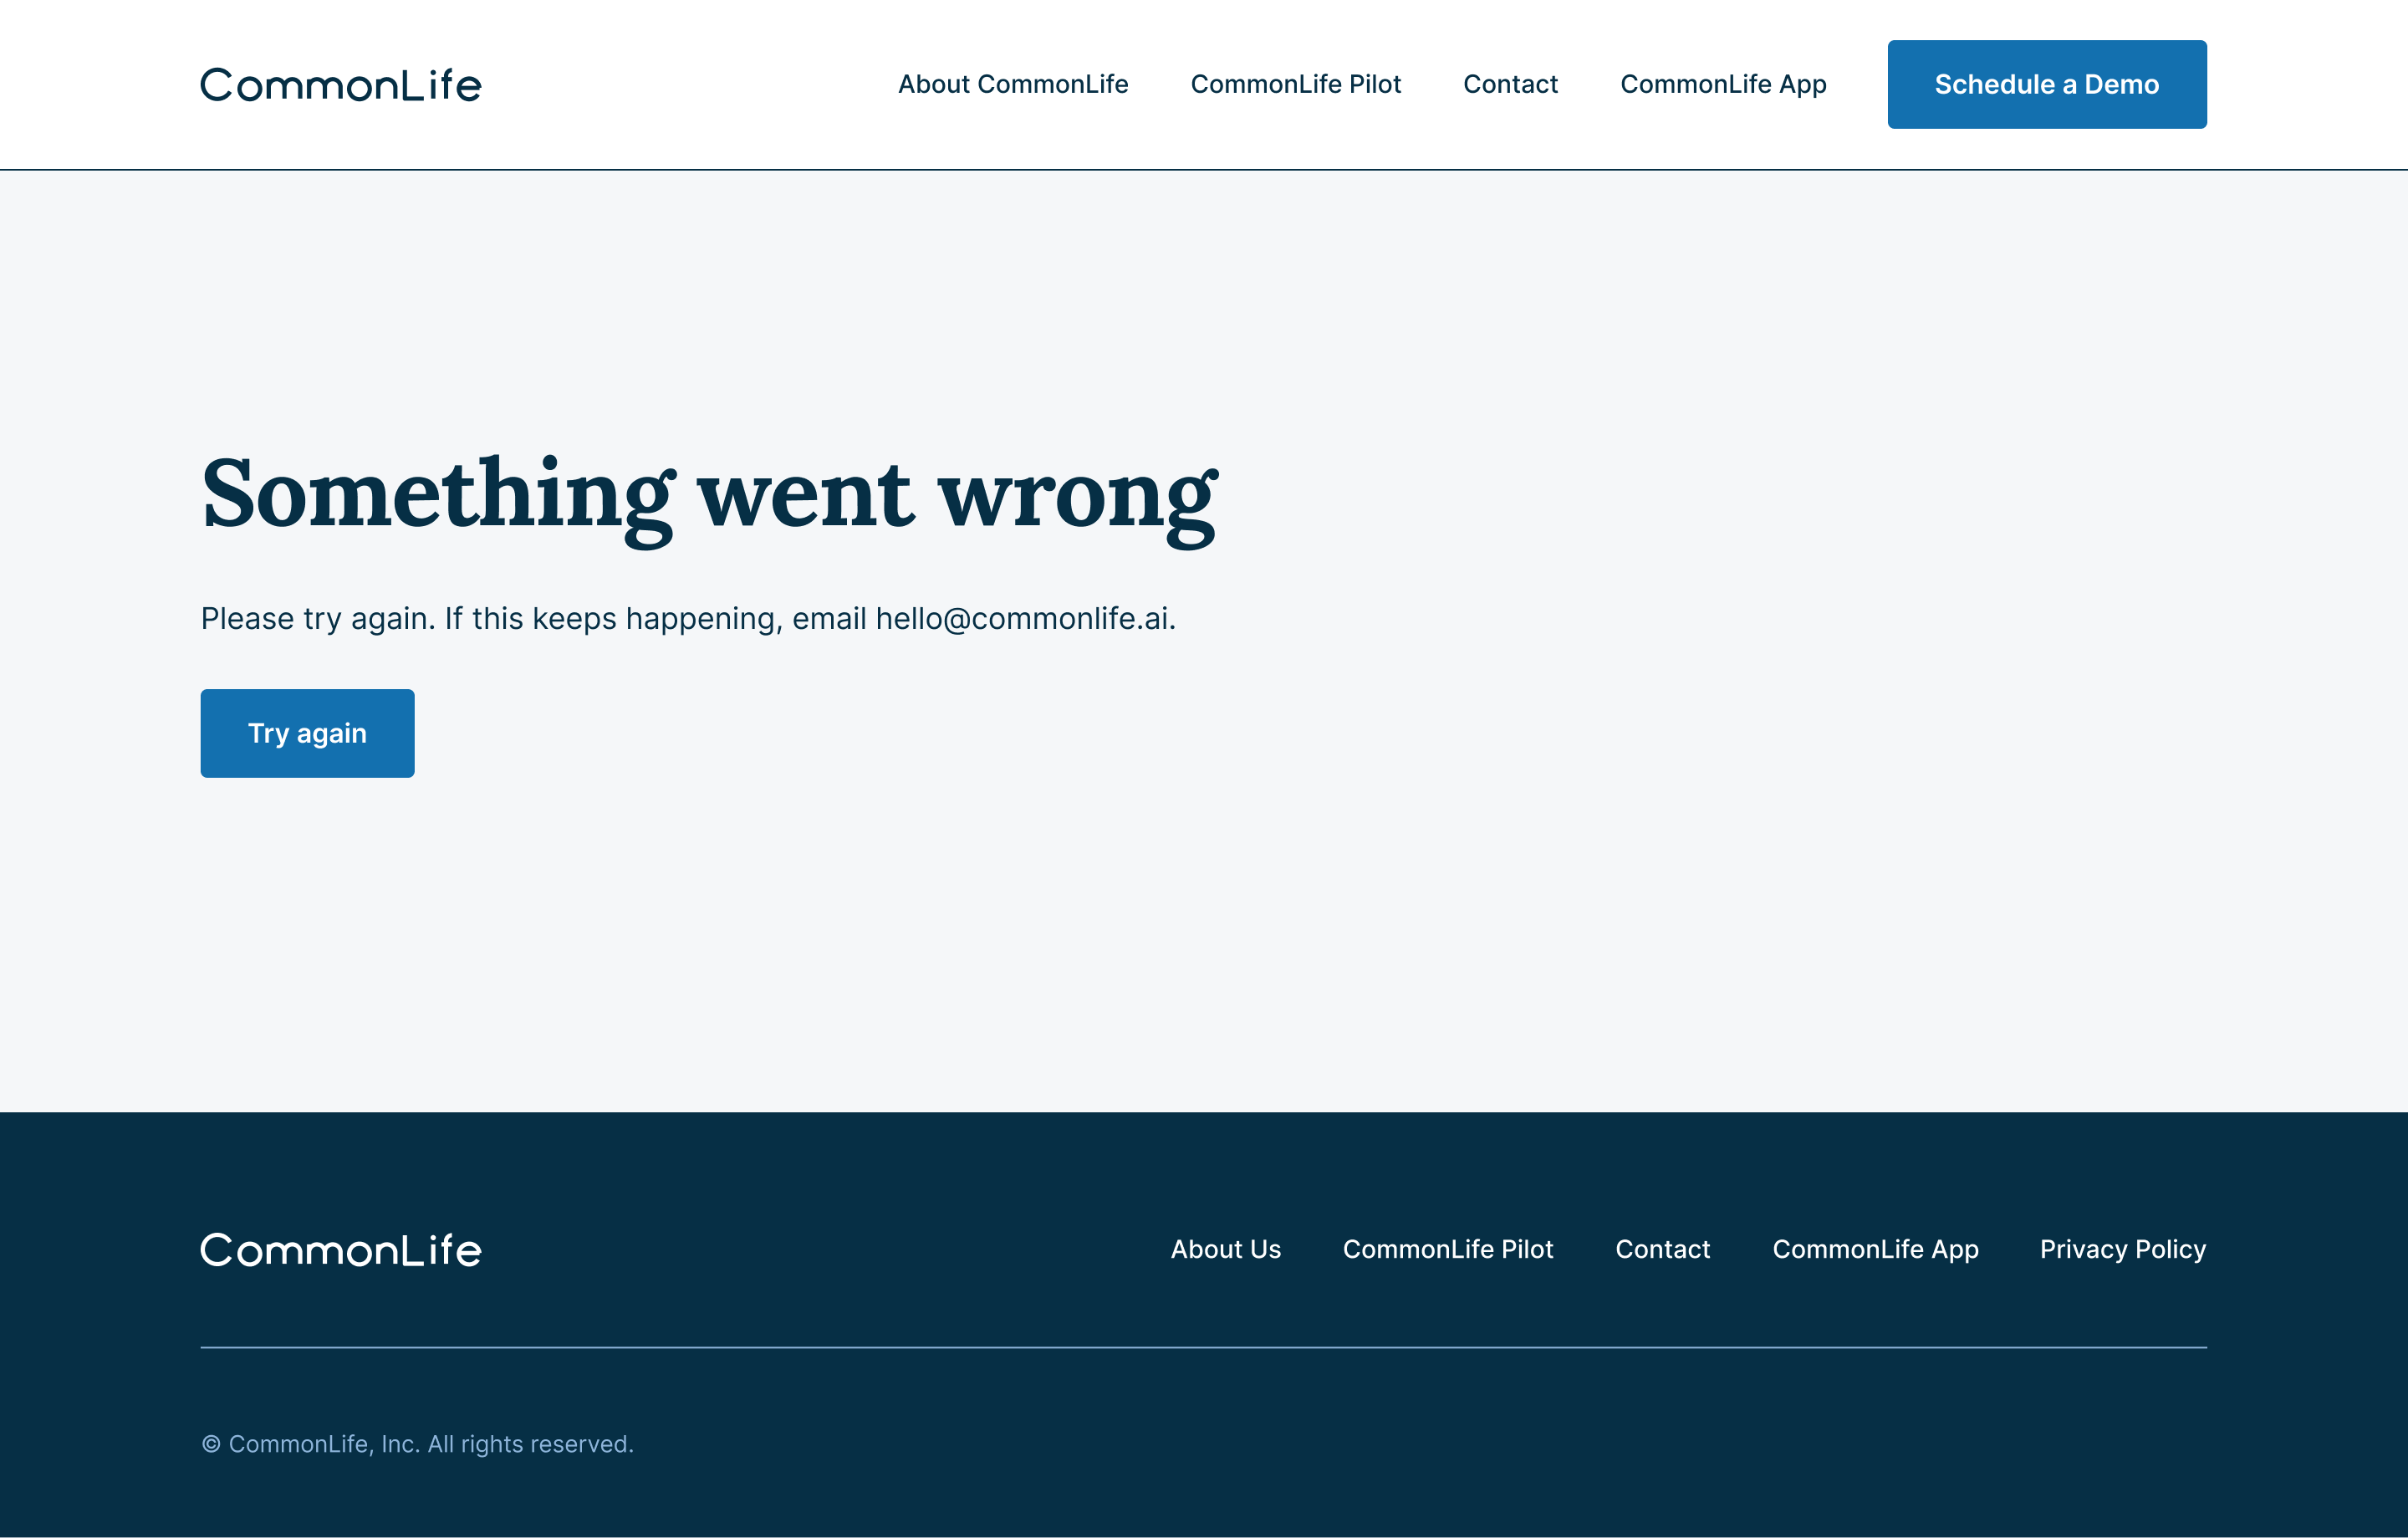 CommonLife
About CommonLife
CommonLife Pilot
Contact
CommonLife App
Schedule a Demo
Something went wrong
Please try again. If this keeps happening, email hello@commonlife.ai.
Try again
CommonLife
About Us
CommonLife Pilot
Contact
CommonLife App
Privacy Policy
© CommonLife, Inc. All rights reserved.